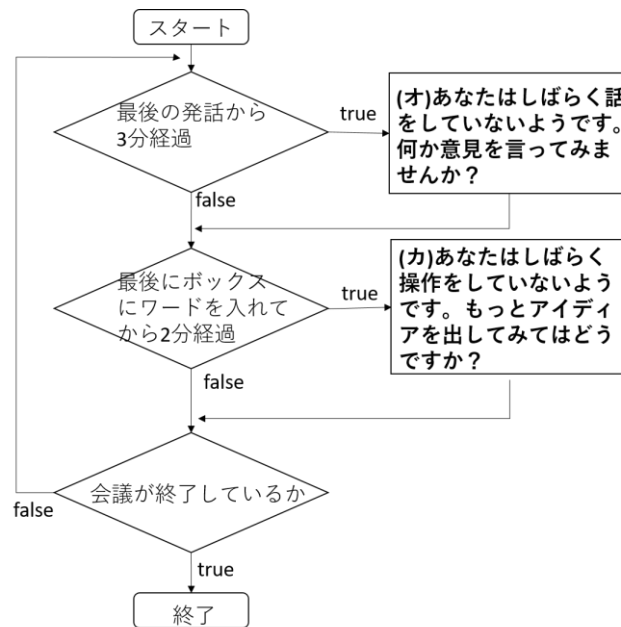 スタート
最後の発話から
3分経過
true
(オ)あなたはしばらく話
をしていないようです。
何か意見を言ってみま
せんか？
false
最後にボックス
にワードを入れて
から2分経過
true
(カ)あなたはしばらく
操作をしていないよう
です。もっとアイディ
アを出してみてはどう
ですか？
false
会議が終了しているか
false
true
終了